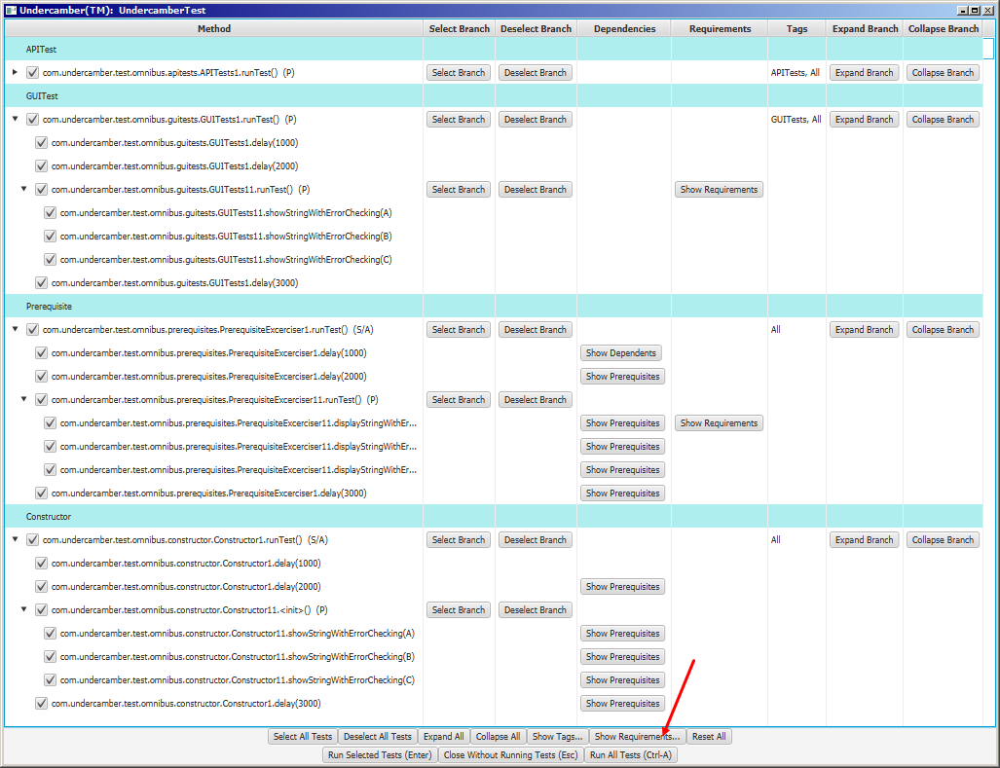 Undercamber(TM): UndercamberTest
Method Select Branch Deselect Branch Dependencies Requirements Tags Expand Branch Collapse Branch
APITest
com.undercamber.test.omnibus.apitests.APITests1.runTest() (P) Select Branch Deselect Branch APITests, All Expand Branch Collapse Branch
GUITest
com.undercamber.test.omnibus.guitests.GUITests1.runTest() (P) Select Branch Deselect Branch GUITests, All Expand Branch Collapse Branch
com.undercamber.test.omnibus.guitests.GUITests1.delay(1000)
com.undercamber.test.omnibus.guitests.GUITests1.delay(2000)
com.undercamber.test.omnibus.guitests.GUITests11.runTest() (P) Select Branch Deselect Branch Show Requirements
com.undercamber.test.omnibus.guitests.GUITests11.showStringWithErrorChecking(A)
com.undercamber.test.omnibus.guitests.GUITests11.showStringWithErrorChecking(B)
com.undercamber.test.omnibus.guitests.GUITests11.showStringWithErrorChecking(C)
com.undercamber.test.omnibus.guitests.GUITests1.delay(3000)
Prerequisite
com.undercamber.test.omnibus.prerequisites.PrerequisiteExcerciser1.runTest() (S/A) Select Branch Deselect Branch All Expand Branch Collapse Branch
com.undercamber.test.omnibus.prerequisites.PrerequisiteExcerciser1.delay(1000) Show Dependents
com.undercamber.test.omnibus.prerequisites.PrerequisiteExcerciser1.delay(2000) Show Prerequisites
com.undercamber.test.omnibus.prerequisites.PrerequisiteExcerciser11.runTest() (P) Select Branch Deselect Branch
com.undercamber.test.omnibus.prerequisites.PrerequisiteExcerciser11.displayStringWithEr... Show Prerequisites Show Requirements
com.undercamber.test.omnibus.prerequisites.PrerequisiteExcerciser11.displayStringWithEr... Show Prerequisites
com.undercamber.test.omnibus.prerequisites.PrerequisiteExcerciser11.displayStringWithEr... Show Prerequisites
com.undercamber.test.omnibus.prerequisites.PrerequisiteExcerciser1.delay(3000) Show Prerequisites
Constructor
com.undercamber.test.omnibus.constructor.Constructor1.runTest() (S/A) Select Branch Deselect Branch All Expand Branch Collapse Branch
com.undercamber.test.omnibus.constructor.Constructor1.delay(1000)
com.undercamber.test.omnibus.constructor.Constructor1.delay(2000) Show Prerequisites
com.undercamber.test.omnibus.constructor.Constructor11.<init>() (P) Select Branch Deselect Branch
com.undercamber.test.omnibus.constructor.Constructor11.showStringWithErrorChecking(A) Show Prerequisites
com.undercamber.test.omnibus.constructor.Constructor11.showStringWithErrorChecking(B) Show Prerequisites
com.undercamber.test.omnibus.constructor.Constructor11.showStringWithErrorChecking(C) Show Prerequisites
com.undercamber.test.omnibus.constructor.Constructor1.delay(3000) Show Prerequisites
Select All Tests Deselect All Tests Expand All Collapse All Show Tags... Show Requirements... Reset All
Run Selected Tests (Enter) Close Without Running Tests (Esc) Run All Tests (Ctrl-A)